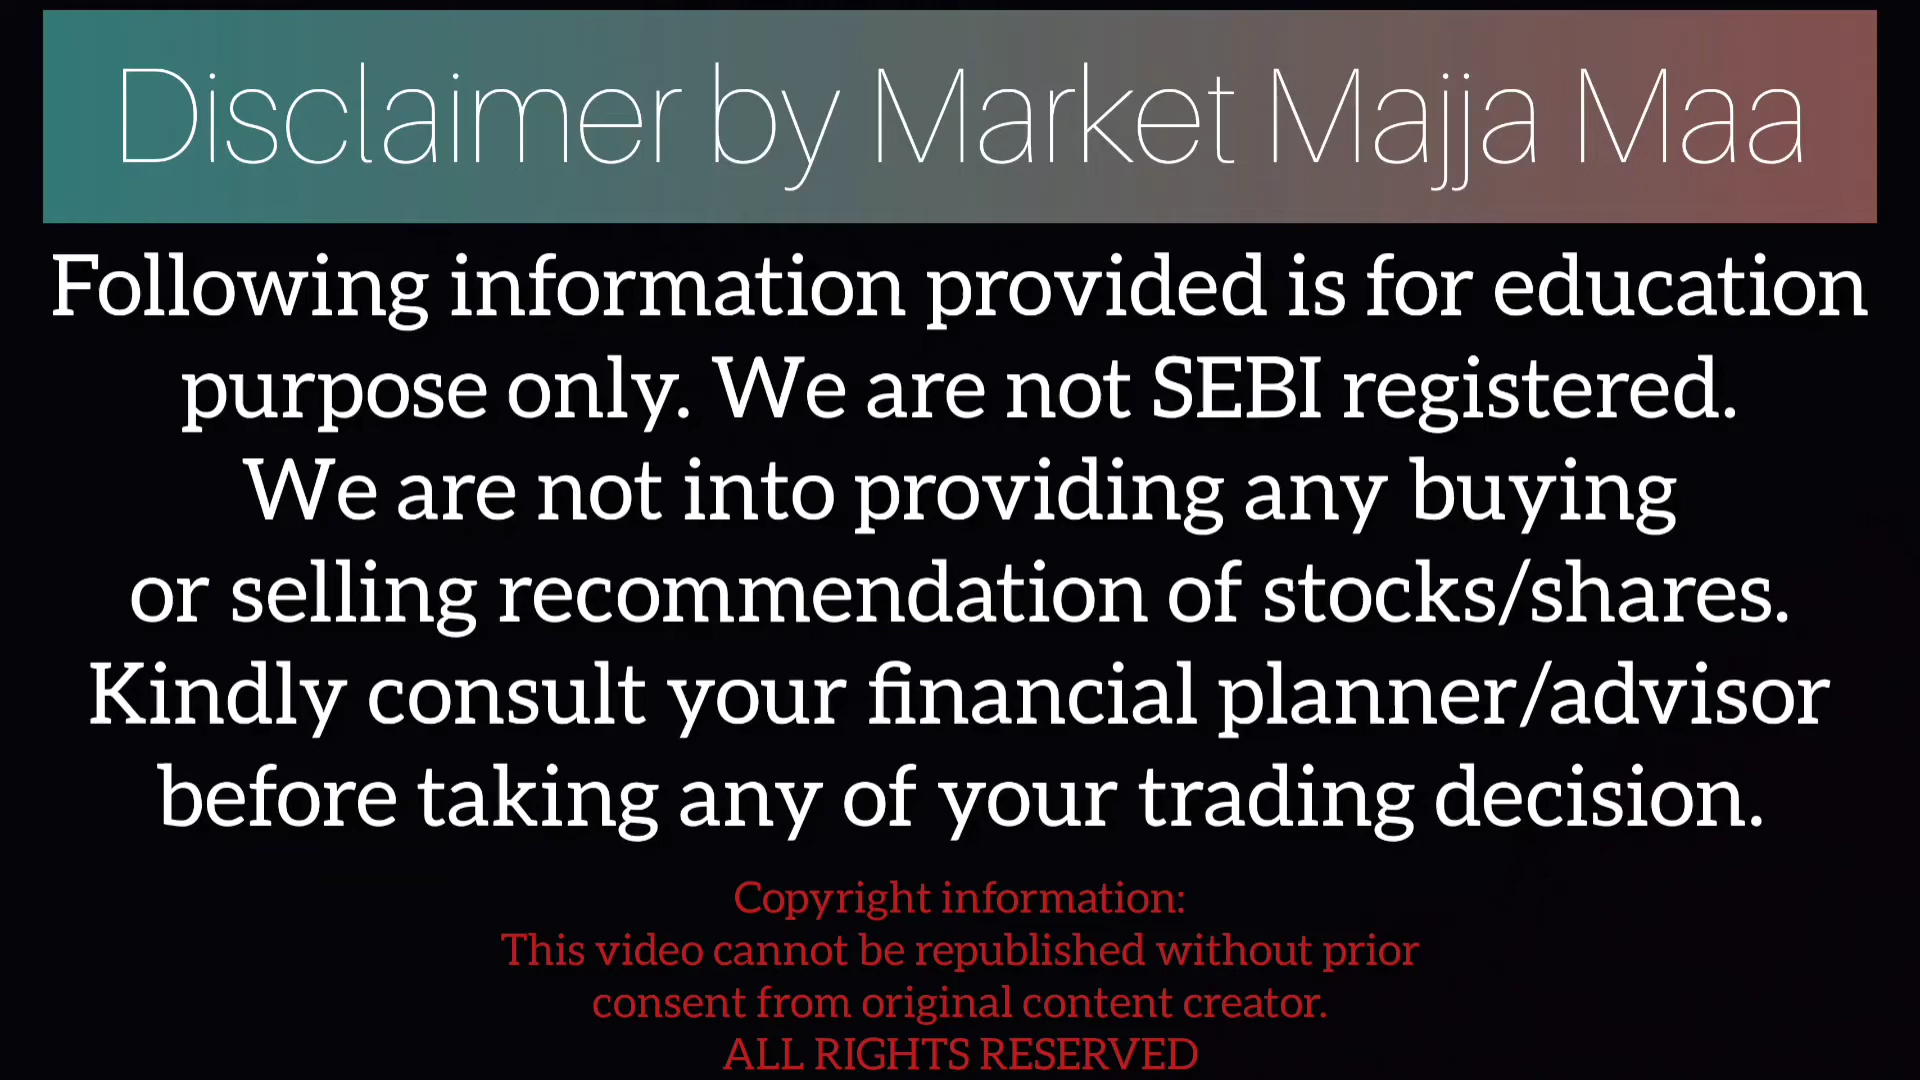 Disclaimer by Market Majja Maa
Following information provided is for education
purpose only. We are not SEBI registered.
We are not into providing any buying
or selling recommendation of stocks/shares.
Kindly consult your financial planner/advisor
before taking any of your trading decision.
Copyright information:
This video cannot be republished without prior
consent from original content creator.
ALL RIGHTS RESERVED